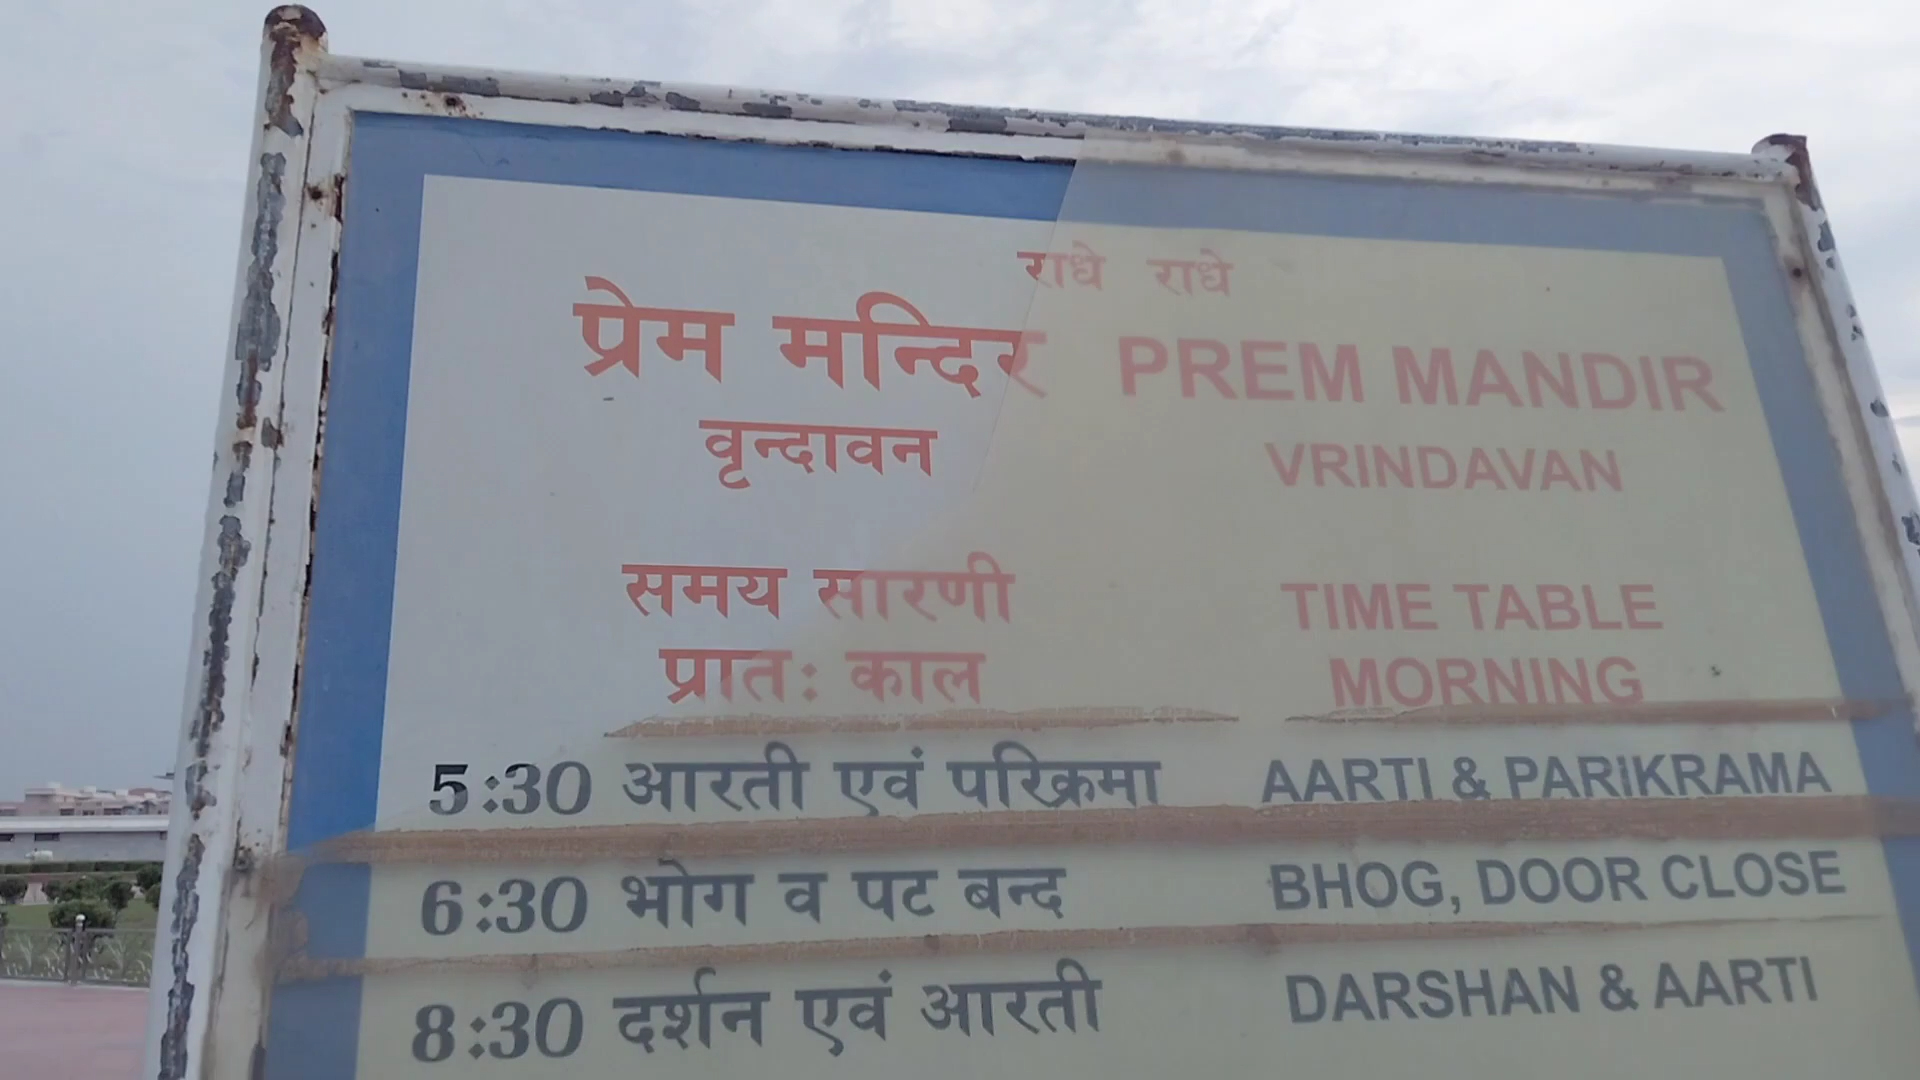 राधे राधे
प्रेम मन्दिर PREM MANDIR
वृन्दावन VRINDAVAN
समय सारणी TIME TABLE
प्रातः काल MORNING
5:30 आरती एवं परिक्रमा AARTI & PARIKRAMA
6:30 भोग व पट बन्द BHOG, DOOR CLOSE
8:30 दर्शन एवं आरती DARSHAN & AARTI